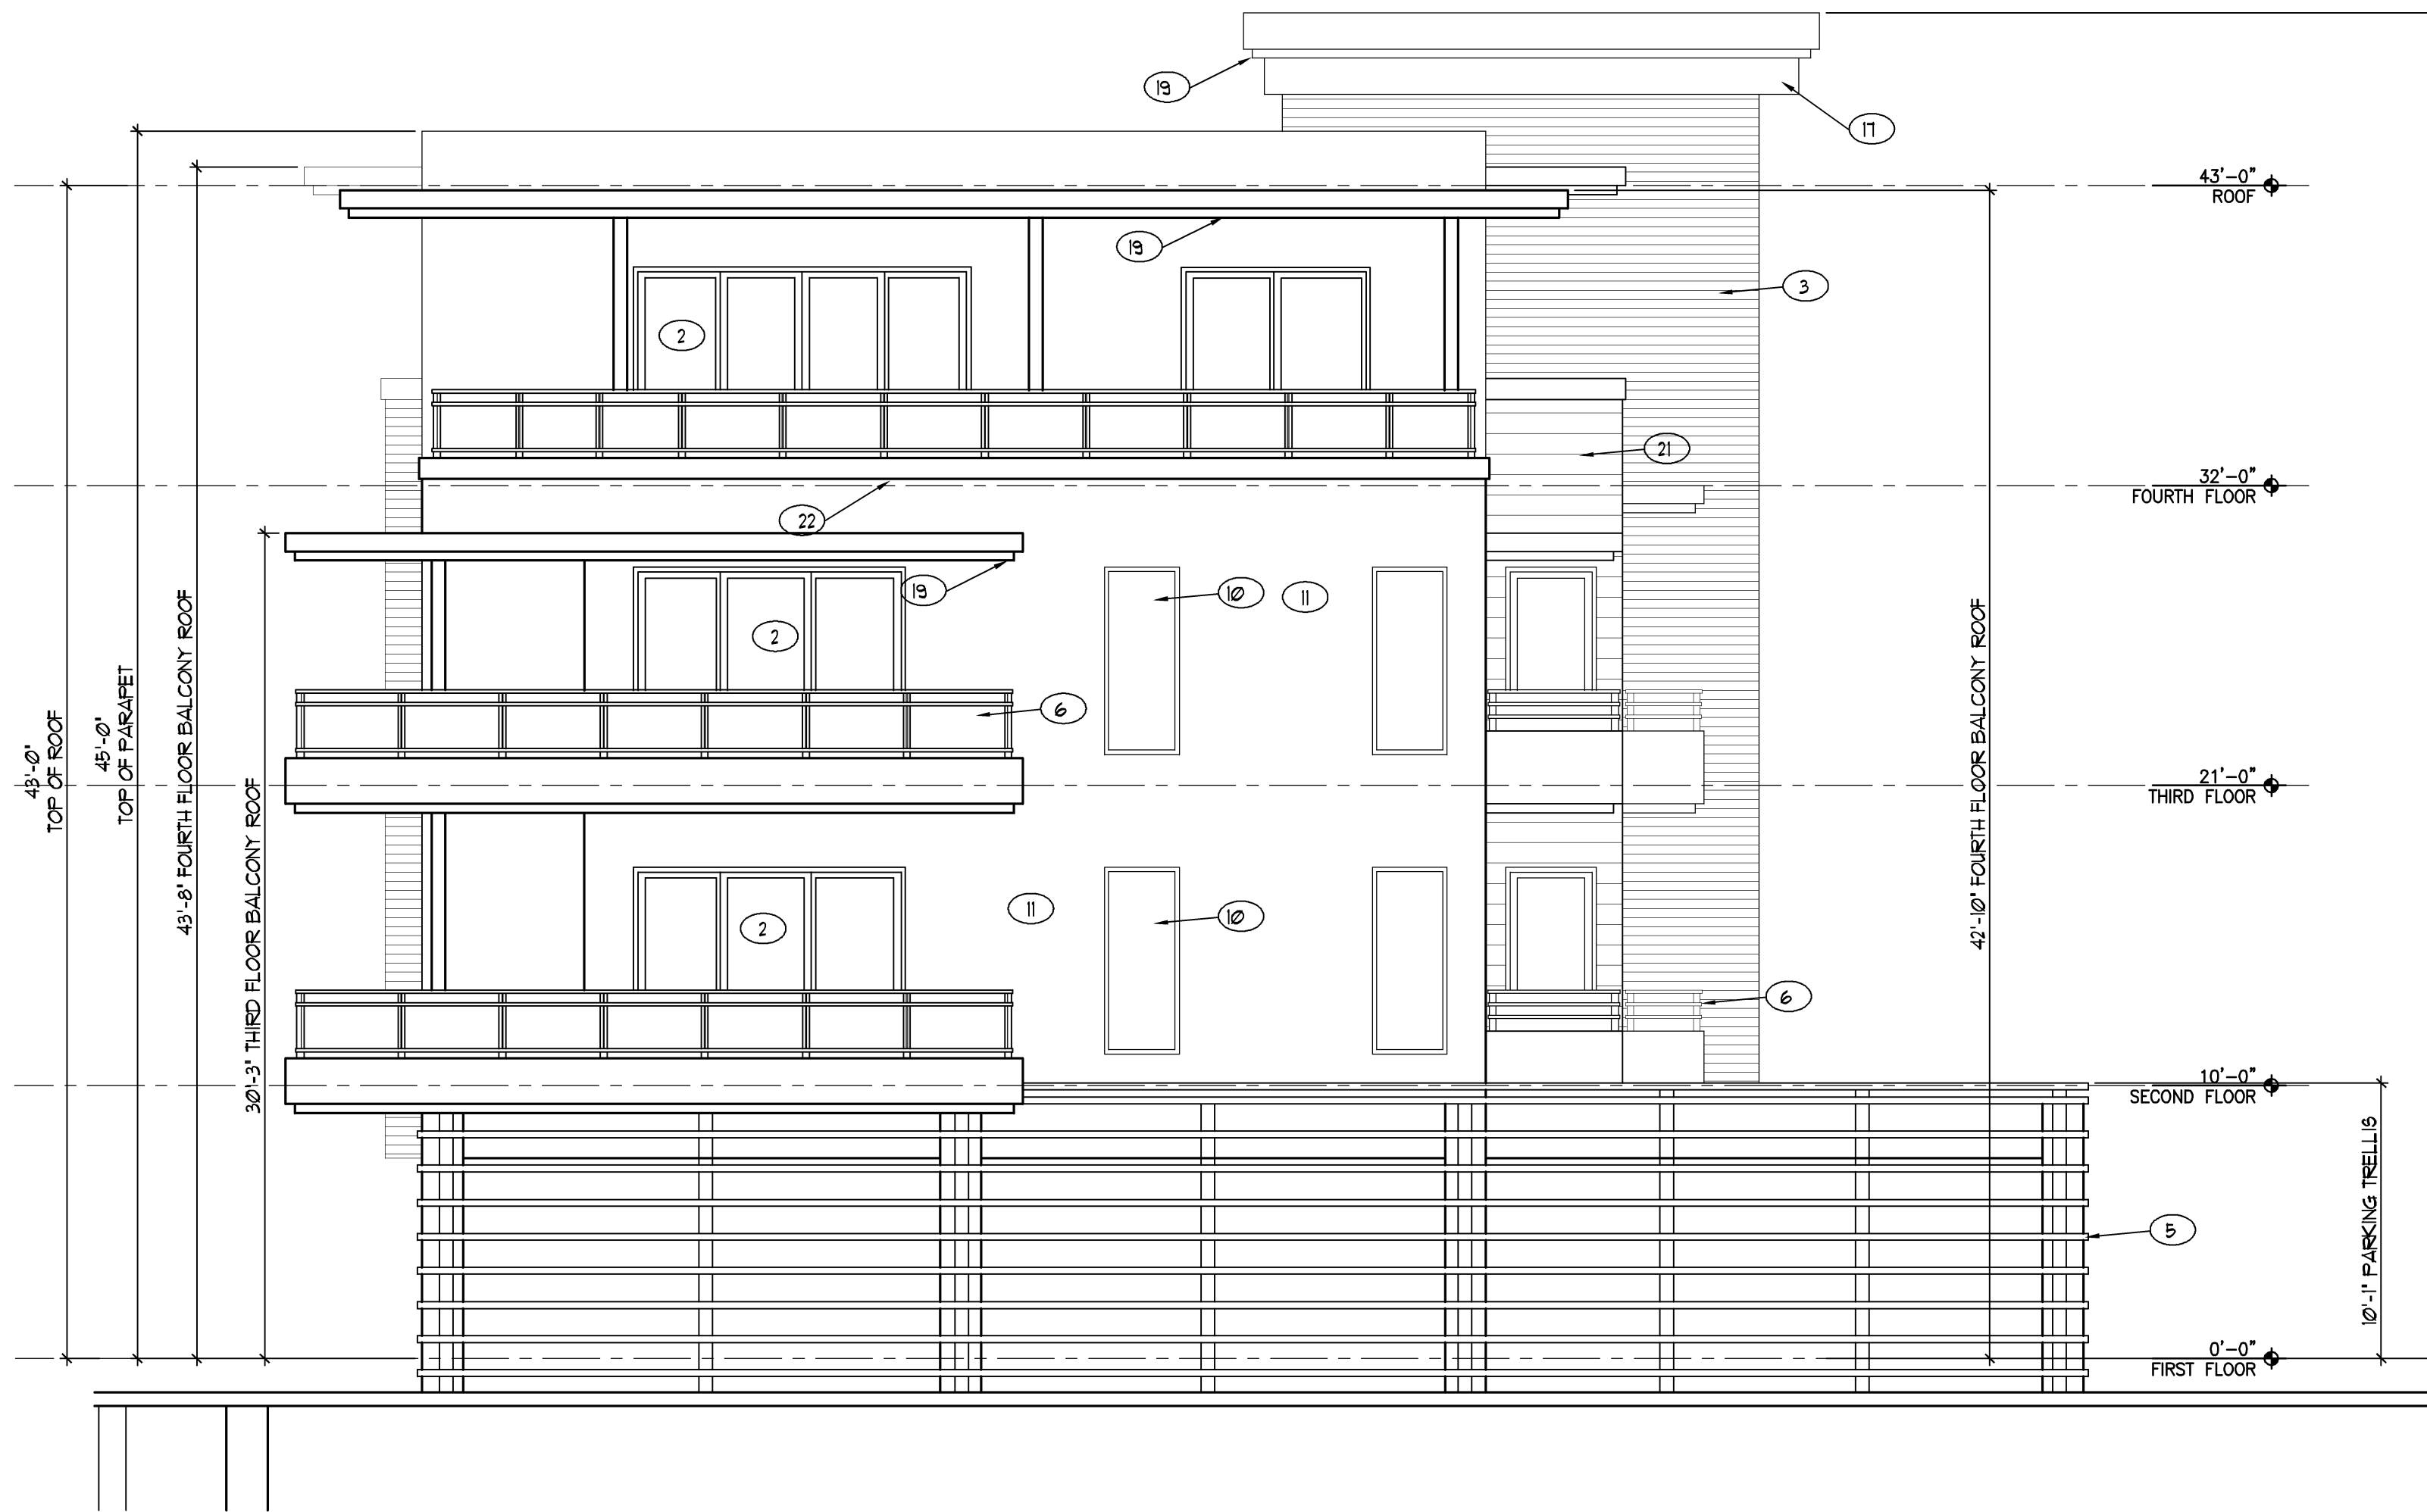 19
17
43'-0"
ROOF
19
3
2
21
32'-0"
FOURTH FLOOR
22
19
10
11
2
6
43'-0"
TOP OF ROOF
45'-0"
TOP OF PARAPET
43'-8" FOURTH FLOOR BALCONY ROOF
30'-3" THIRD FLOOR BALCONY ROOF
42'-10" FOURTH FLOOR BALCONY ROOF
21'-0"
THIRD FLOOR
11
10
2
6
10'-0"
SECOND FLOOR
10'-1" PARKING TRELLIS
5
0'-0"
FIRST FLOOR